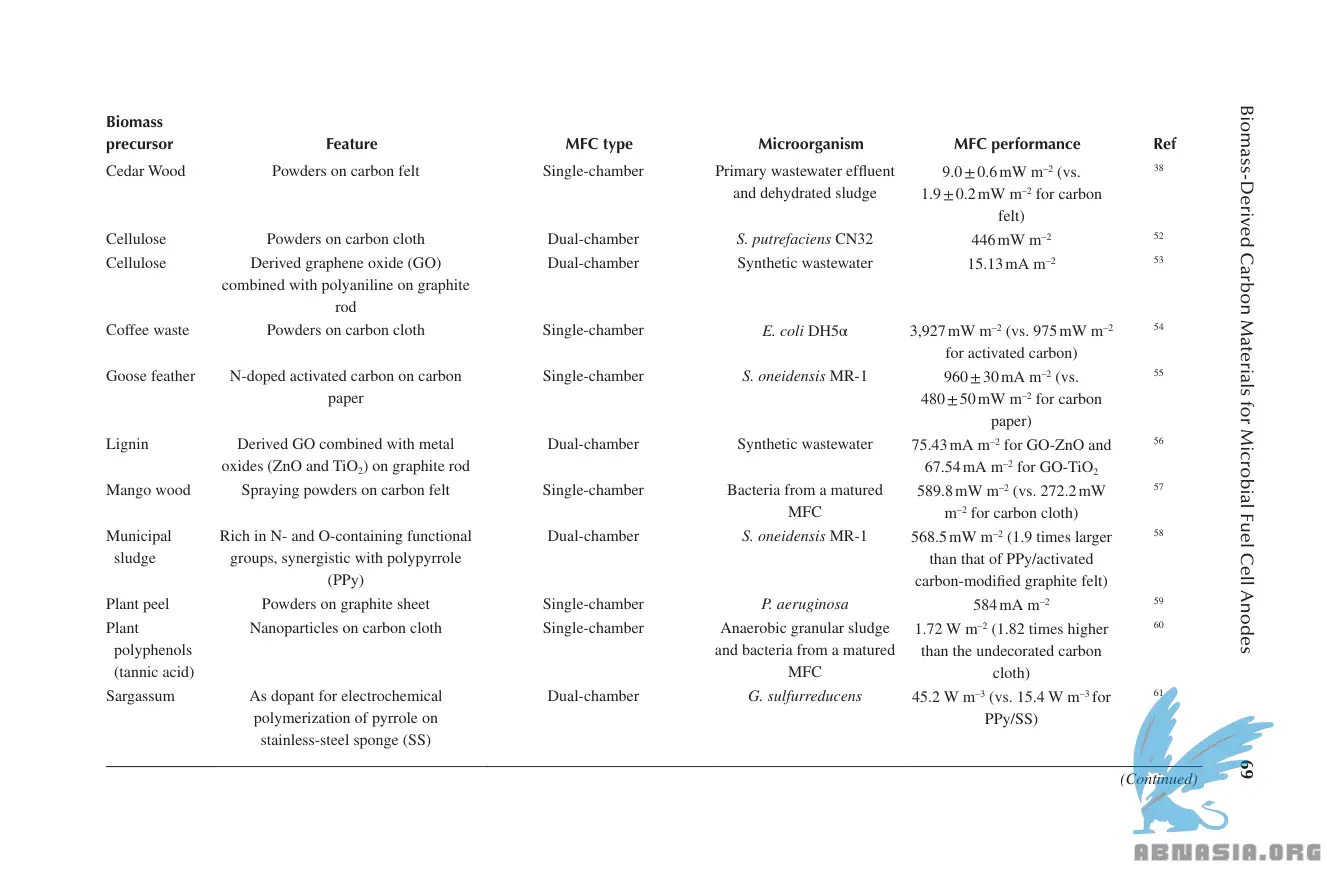 Biomass
precursor Feature MFC type Microorganism MFC performance Ref
Cedar Wood Powders on carbon felt Single-chamber Primary wastewater effluent 9.0 ± 0.6 mW m⁻² (vs. 38
and dehydrated sludge 1.9 ± 0.2 mW m⁻² for carbon
felt)
Cellulose Powders on carbon cloth Dual-chamber S. putrefaciens CN32 446 mW m⁻² 52
Cellulose Derived graphene oxide (GO) Dual-chamber Synthetic wastewater 15.13 mA m⁻² 53
combined with polyaniline on graphite
rod
Coffee waste Powders on carbon cloth Single-chamber E. coli DH5α 3,927 mW m⁻² (vs. 975 mW m⁻² 54
for activated carbon)
Goose feather N-doped activated carbon on carbon Single-chamber S. oneidensis MR-1 960 ± 30 mA m⁻² (vs. 55
paper 480 ± 50 mW m⁻² for carbon
paper)
Lignin Derived GO combined with metal Dual-chamber Synthetic wastewater 75.43 mA m⁻² for GO-ZnO and 56
oxides (ZnO and TiO₂) on graphite rod 67.54 mA m⁻² for GO-TiO₂
Mango wood Spraying powders on carbon felt Single-chamber Bacteria from a matured 589.8 mW m⁻² (vs. 272.2 mW 57
MFC m⁻² for carbon cloth)
Municipal Rich in N- and O-containing functional Dual-chamber S. oneidensis MR-1 568.5 mW m⁻² (1.9 times larger 58
sludge groups, synergistic with polypyrrole than that of PPy/activated
(PPy) carbon-modified graphite felt)
Plant peel Powders on graphite sheet Single-chamber P. aeruginosa 584 mA m⁻² 59
Plant Nanoparticles on carbon cloth Single-chamber Anaerobic granular sludge 1.72 W m⁻² (1.82 times higher 60
polyphenols and bacteria from a matured than the undecorated carbon
(tannic acid) MFC cloth)
Sargassum As dopant for electrochemical Dual-chamber G. sulfurreducens 45.2 W m⁻³ (vs. 15.4 W m⁻³ for 61
polymerization of pyrrole on PPy/SS)
stainless-steel sponge (SS)
(Continued)
Biomass-Derived Carbon Materials for Microbial Fuel Cell Anodes 69
ABNASIA.ORG